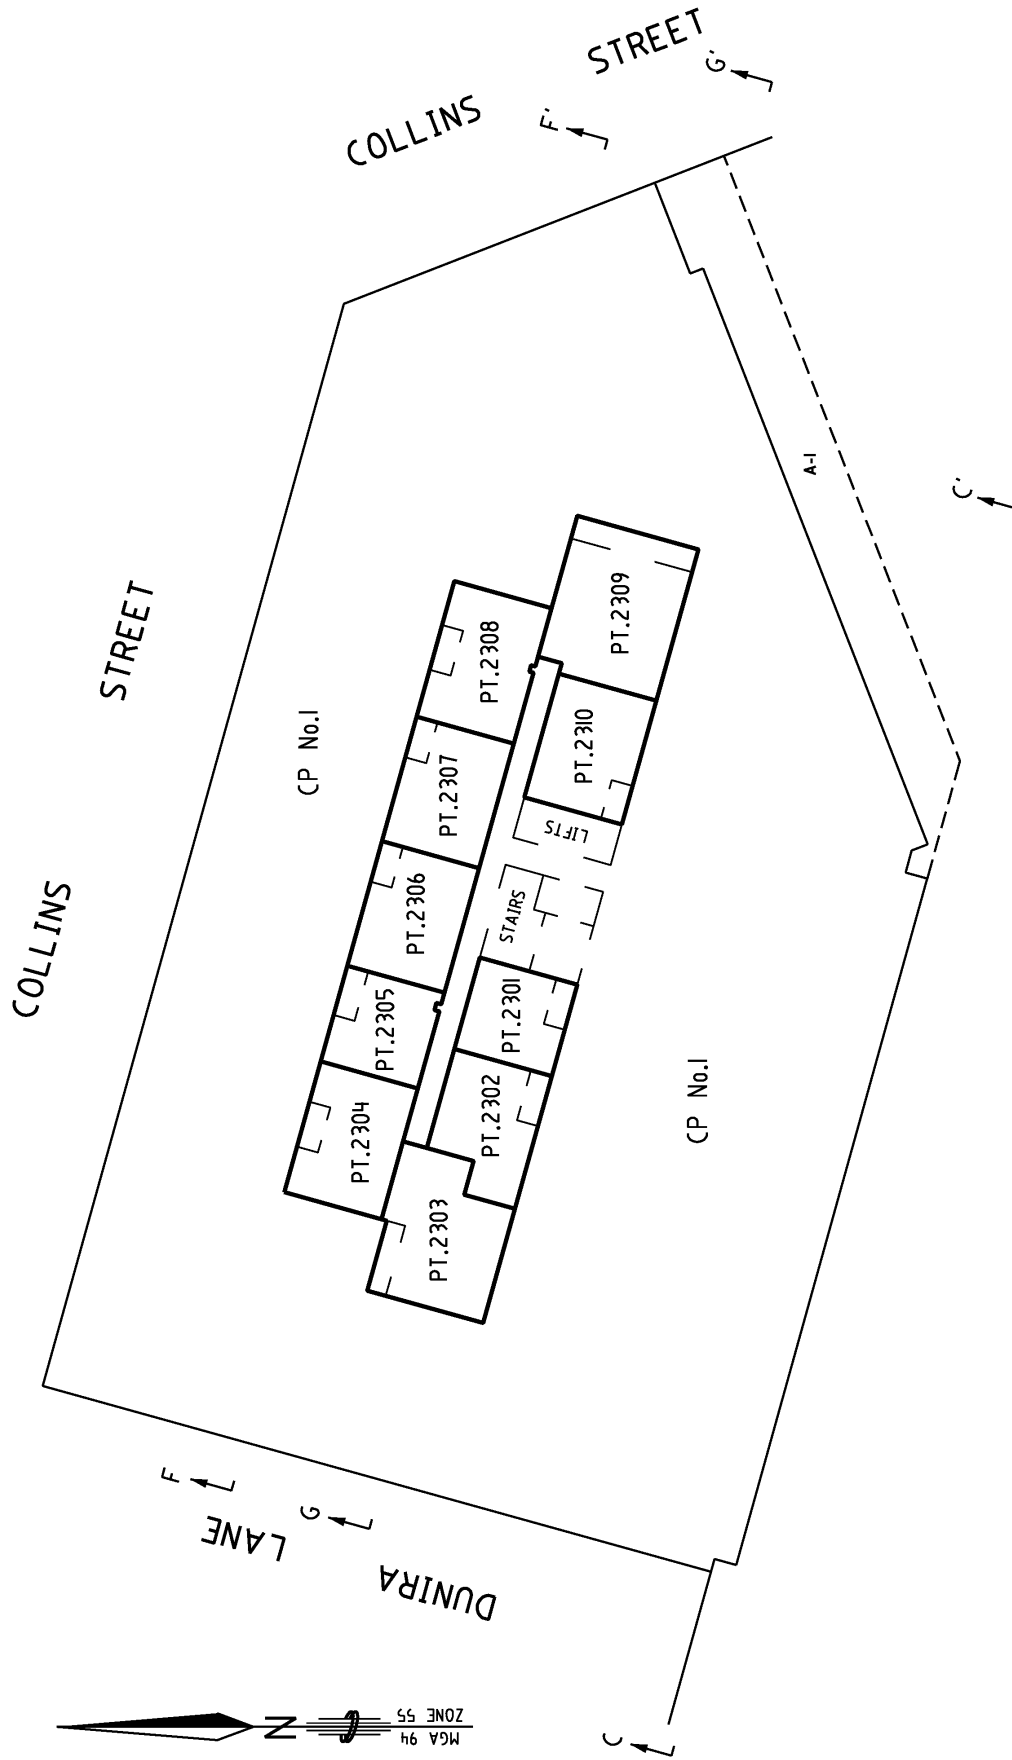 COLLINS
STREET
COLLINS
STREET
F'
G'
CP No.1
PT.2304
PT.2305
PT.2306
PT.2307
PT.2308
PT.2303
PT.2302
PT.2301
STAIRS
LIFTS
PT.2310
PT.2309
A-1
CP No.1
C'
F
G
DUNIRA
LANE
C
N
MGA 94
ZONE 55